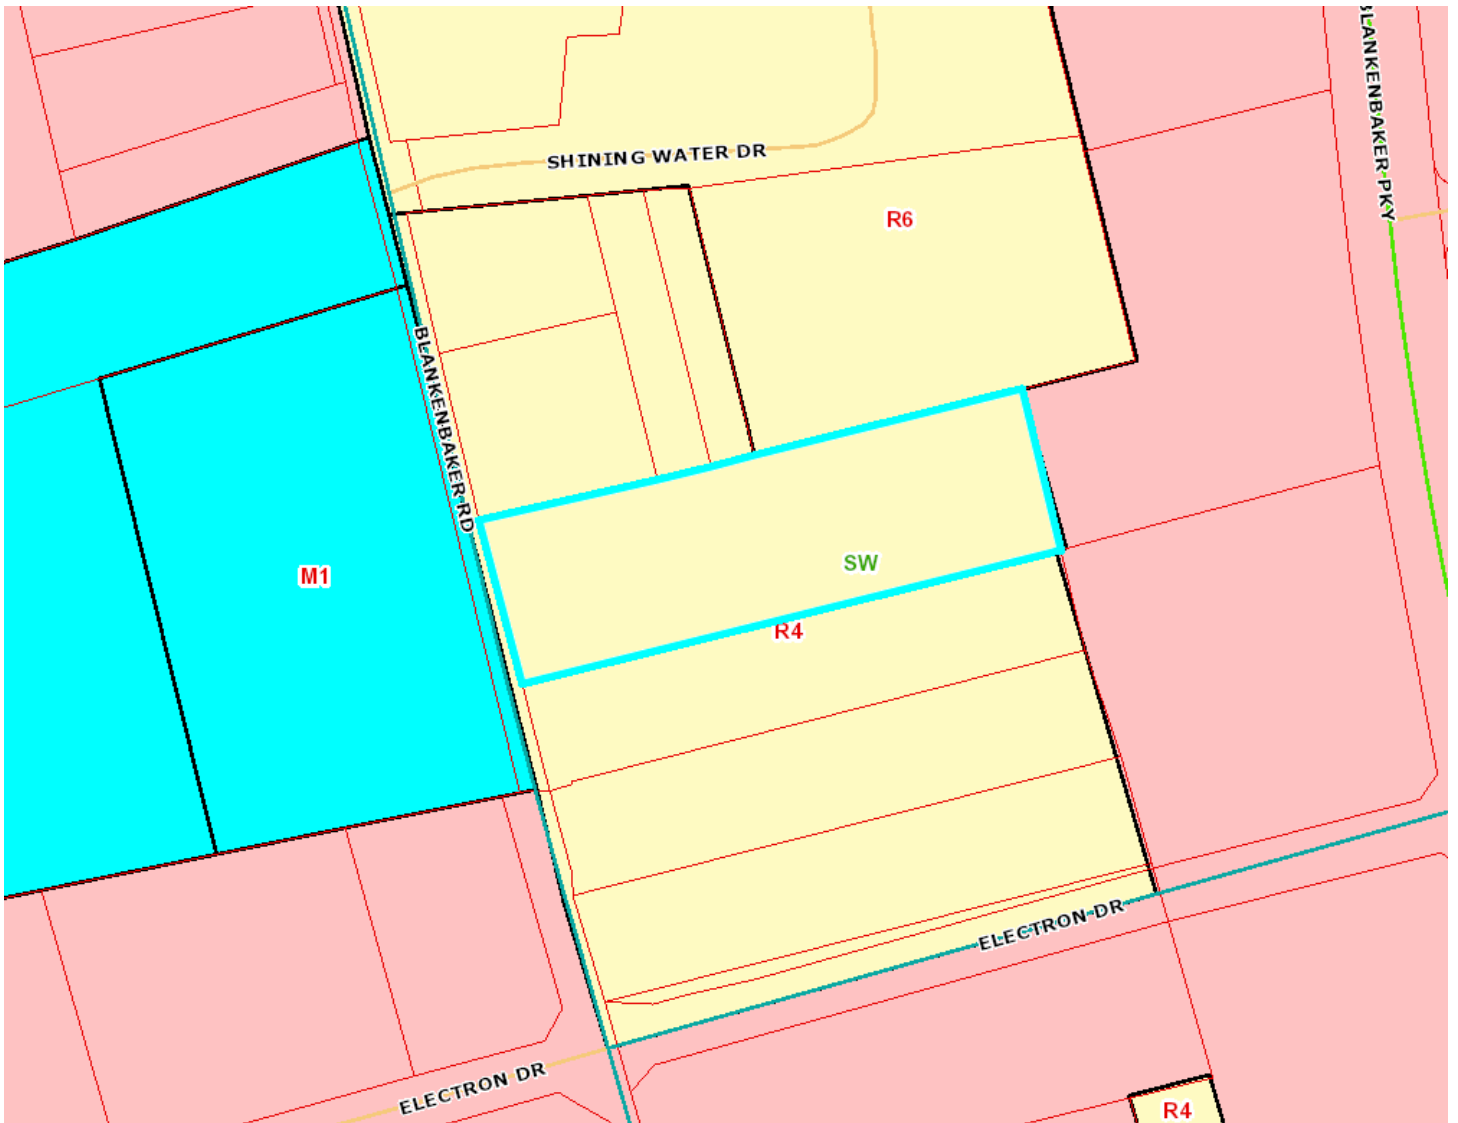 BLANKENBAKER PKY
SHINING WATER DR
R6
BLANKENBAKER RD
M1
SW
R4
ELECTRON DR
ELECTRON DR
R4